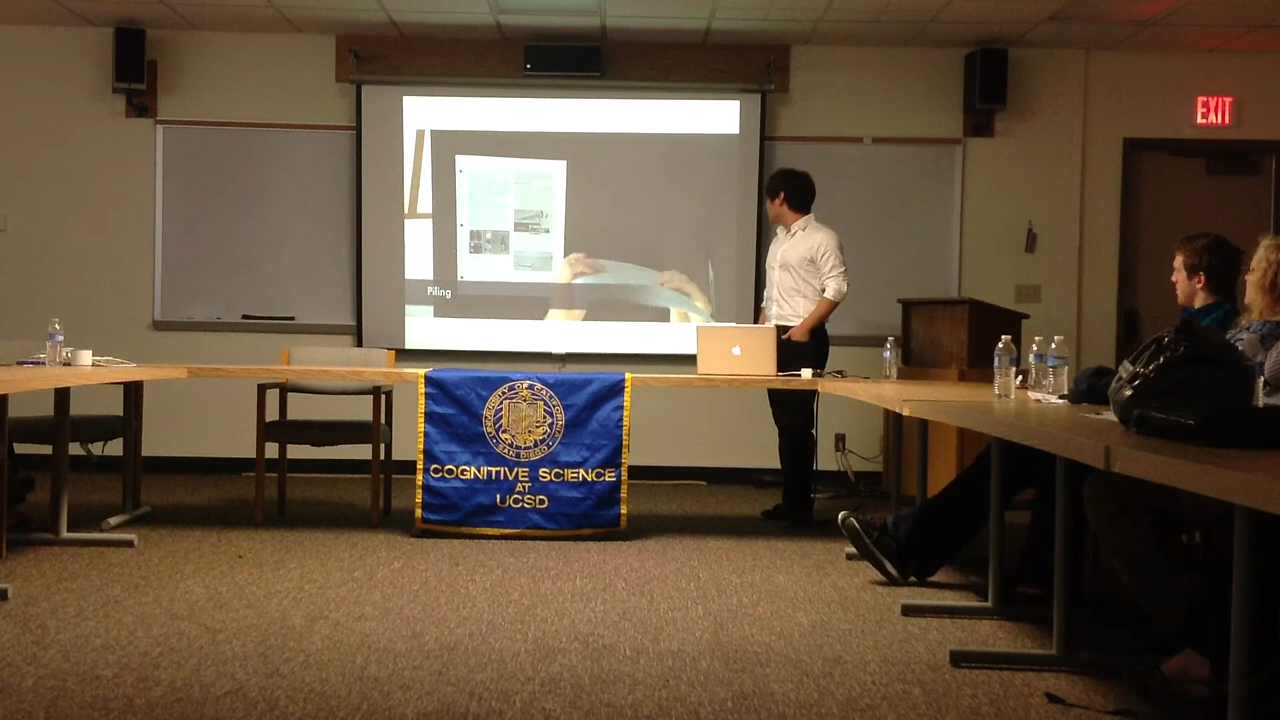 EXIT
Piling
UNIVERSITY OF CALIFORNIA
SAN DIEGO
COGNITIVE SCIENCE
AT
UCSD